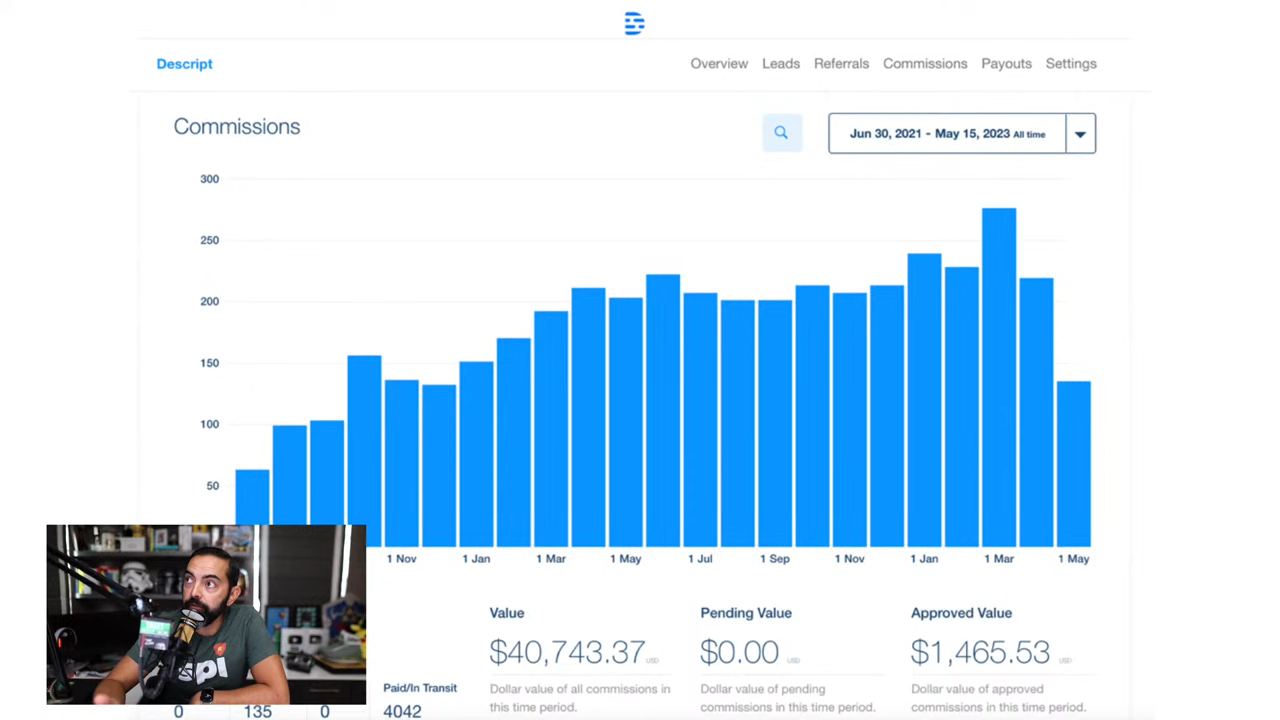 Descript
Overview Leads Referrals Commissions Payouts Settings
Commissions
Jun 30, 2021 - May 15, 2023 All time
300
250
200
150
100
50
1 Nov 1 Jan 1 Mar 1 May 1 Jul 1 Sep 1 Nov 1 Jan 1 Mar 1 May
Value
$40,743.37 USD
Dollar value of all commissions in
this time period.
Pending Value
$0.00 USD
Dollar value of pending
commissions in this time period.
Approved Value
$1,465.53 USD
Dollar value of approved
commissions in this time period.
Paid/In Transit
0 135 0 4042